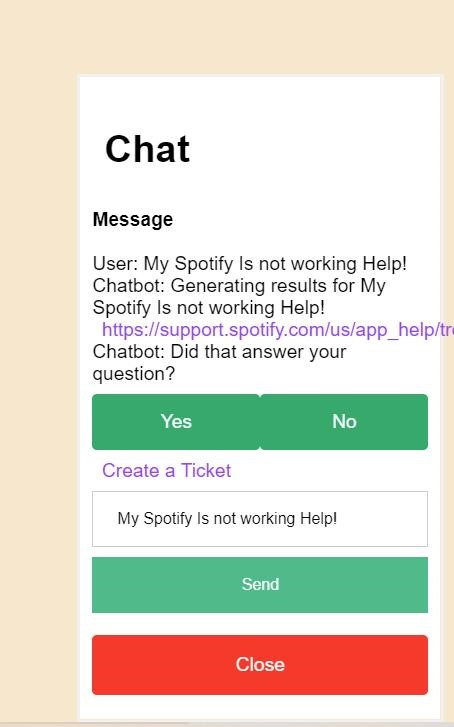 Chat
Message
User: My Spotify Is not working Help!
Chatbot: Generating results for My
Spotify Is not working Help!
https://support.spotify.com/us/app_help/tr
Chatbot: Did that answer your
question?
Yes No
Create a Ticket
My Spotify Is not working Help!
Send
Close